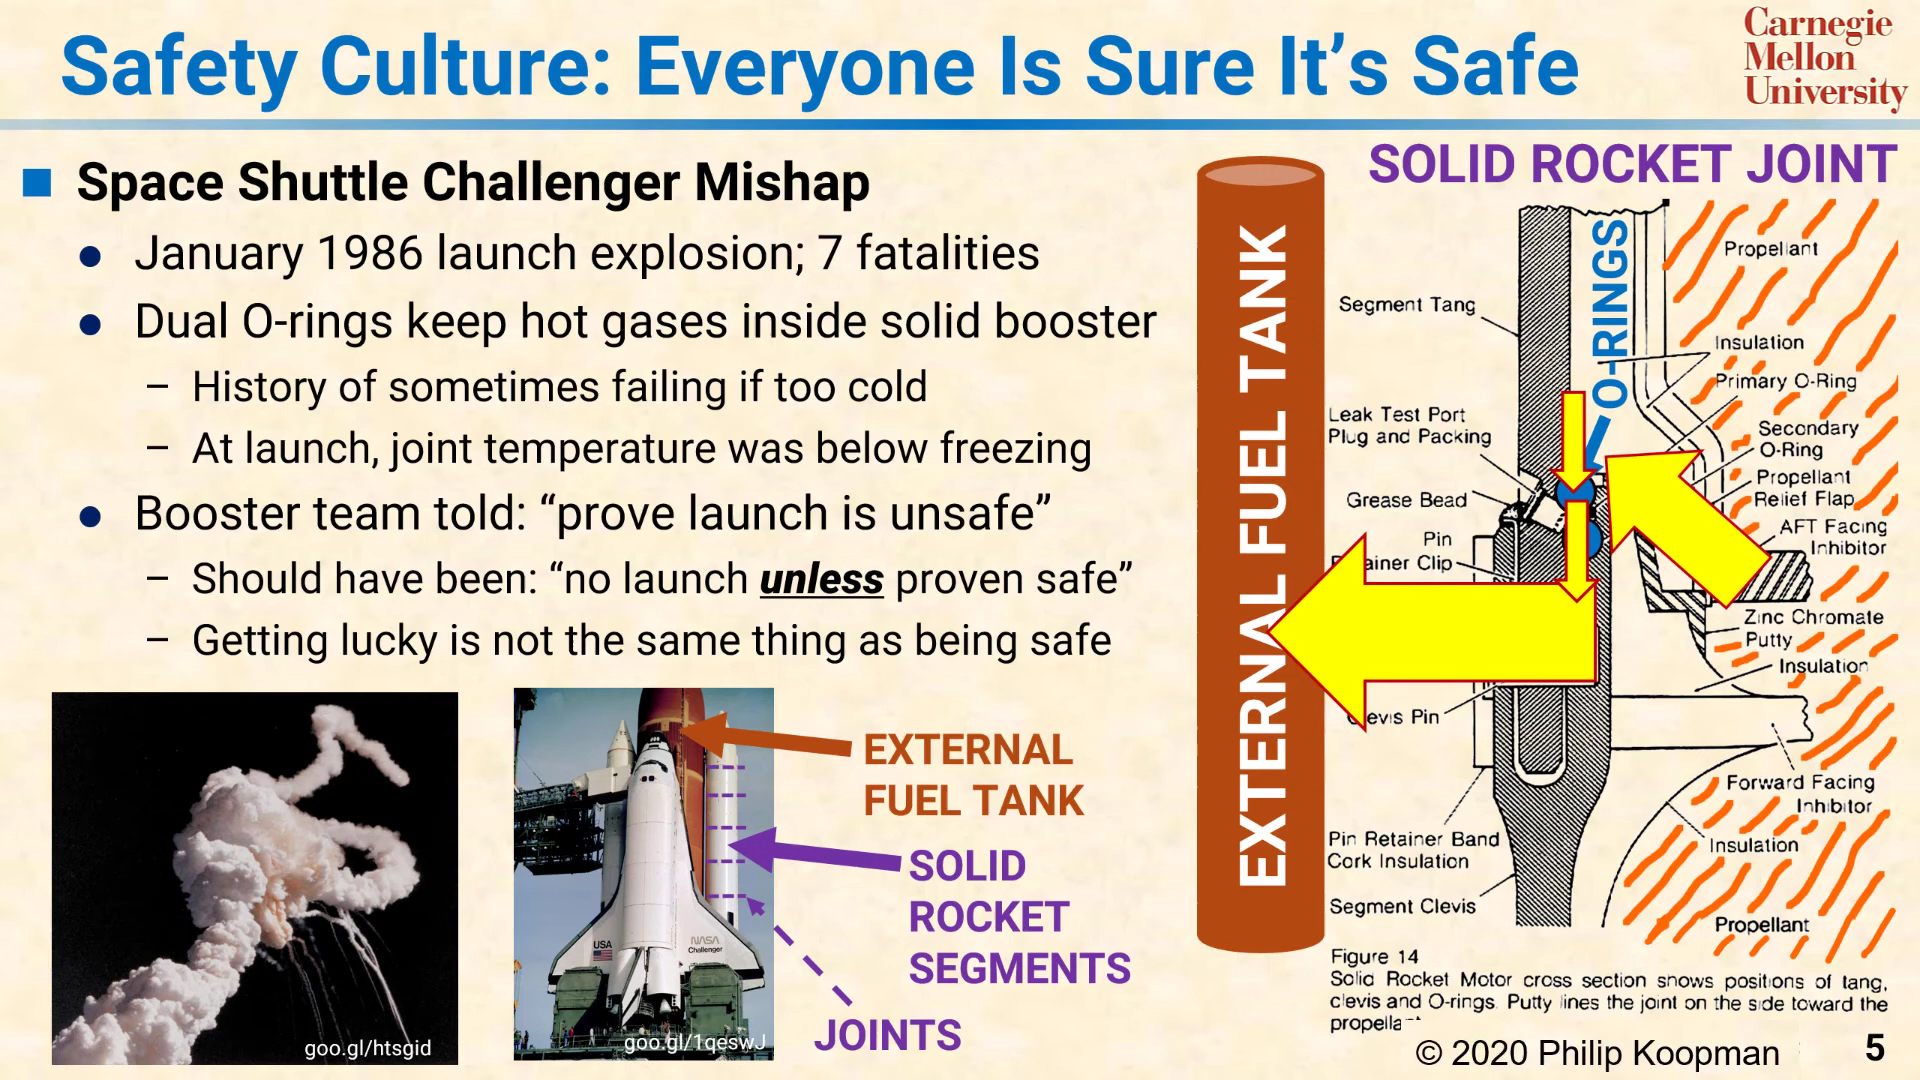 Safety Culture: Everyone Is Sure It’s Safe
Carnegie
Mellon
University
Space Shuttle Challenger Mishap
January 1986 launch explosion; 7 fatalities
Dual O-rings keep hot gases inside solid booster
– History of sometimes failing if too cold
– At launch, joint temperature was below freezing
Booster team told: “prove launch is unsafe”
– Should have been: “no launch unless proven safe”
– Getting lucky is not the same thing as being safe
goo.gl/htsgid
USA
NASA
Challenger
goo.gl/1qeswJ
EXTERNAL
FUEL TANK
SOLID
ROCKET
SEGMENTS
JOINTS
EXTERNAL FUEL TANK
SOLID ROCKET JOINT
O-RINGS
Propellant
Segment Tang
Insulation
Primary O-Ring
Leak Test Port
Plug and Packing
Secondary
O-Ring
Propellant
Relief Flap
Grease Bead
AFT Facing
Inhibitor
Pin
ainer Clip
Zinc Chromate
Putty
Insulation
Clevis Pin
Forward Facing
Inhibitor
Insulation
Pin Retainer Band
Cork Insulation
Segment Clevis
Propellant
Figure 14
Solid Rocket Motor cross section shows positions of tang,
clevis and O-rings. Putty lines the joint on the side toward the
propella
© 2020 Philip Koopman
5